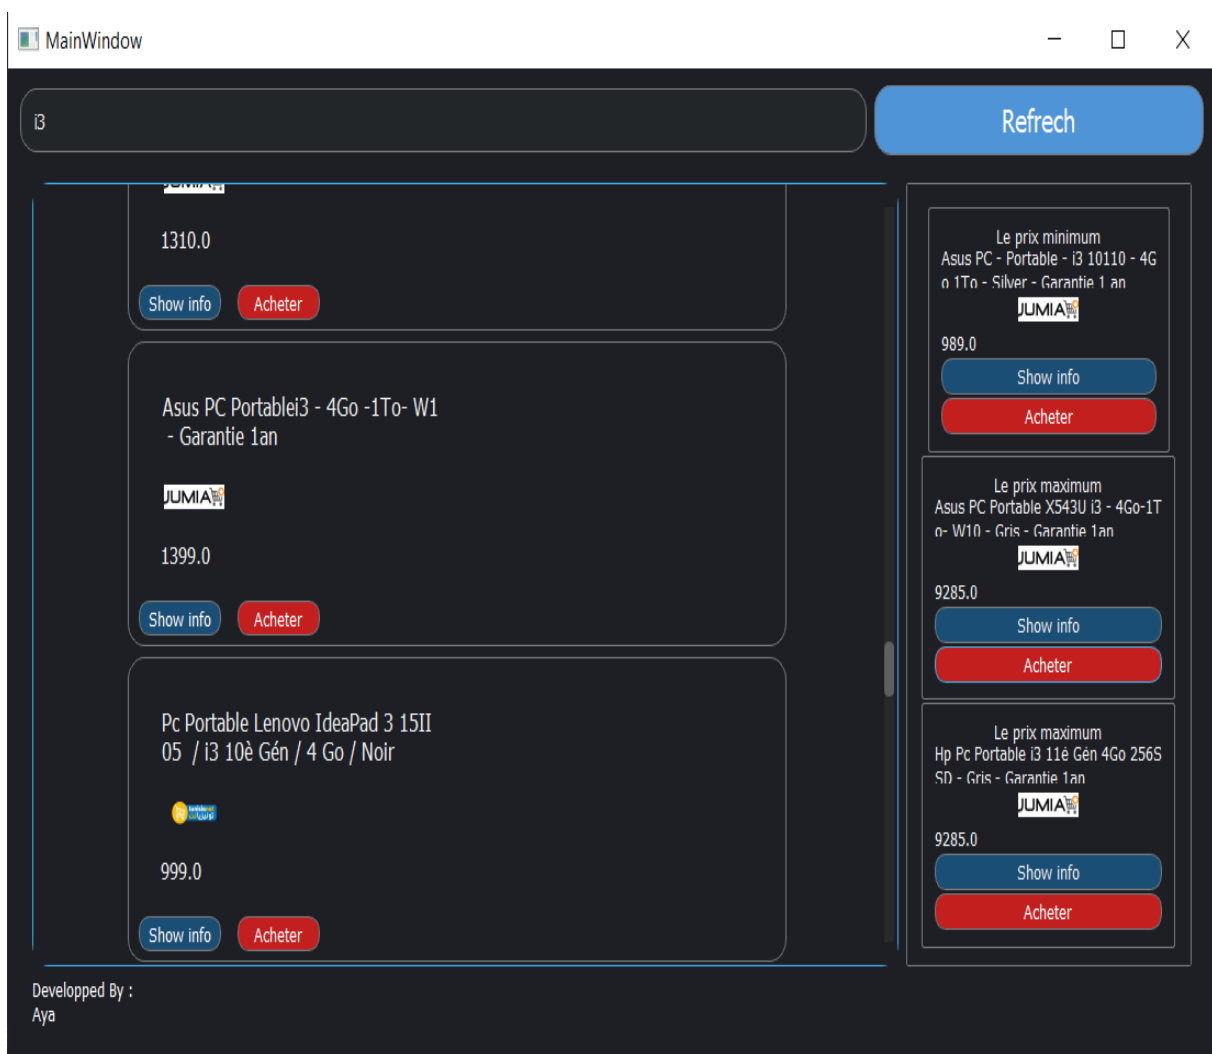 MainWindow
i3
Refrech
JUMIA
1310.0
Show info
Acheter
Asus PC Portablei3 - 4Go -1To- W1
- Garantie 1an
JUMIA
1399.0
Show info
Acheter
Pc Portable Lenovo IdeaPad 3 15II
05 / i3 10è Gén / 4 Go / Noir
999.0
Show info
Acheter
Le prix minimum
Asus PC - Portable - i3 10110 - 4G
o 1To - Silver - Garantie 1 an
JUMIA
989.0
Show info
Acheter
Le prix maximum
Asus PC Portable X543U i3 - 4Go-1T
o- W10 - Gris - Garantie 1an
JUMIA
9285.0
Show info
Acheter
Le prix maximum
Hp Pc Portable i3 11è Gén 4Go 256S
SD - Gris - Garantie 1an
JUMIA
9285.0
Show info
Acheter
Developped By :
Aya